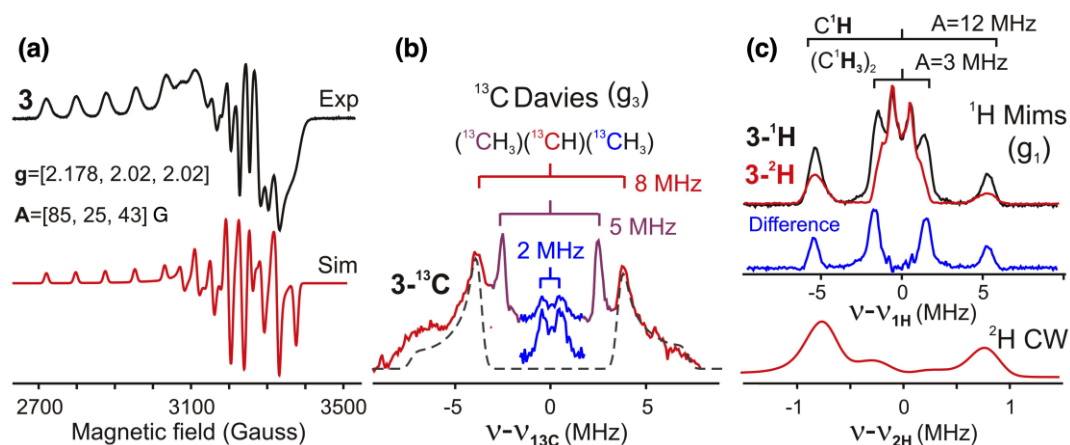 (a)
3
Exp
g=[2.178, 2.02, 2.02]
A=[85, 25, 43] G
Sim
2700 3100 3500
Magnetic field (Gauss)
(b)
¹³C Davies (g₃)
(¹³CH₃)(¹³CH)(¹³CH₃)
8 MHz
5 MHz
2 MHz
3-¹³C
-5 0 5
ν-ν₁₃C (MHz)
(c)
C¹H A=12 MHz
(C¹H₃)₂ A=3 MHz
¹H Mims
(g₁)
3-¹H
3-²H
Difference
-5 0 5
ν-ν₁H (MHz)
²H CW
-1 0 1
ν-ν₂H (MHz)